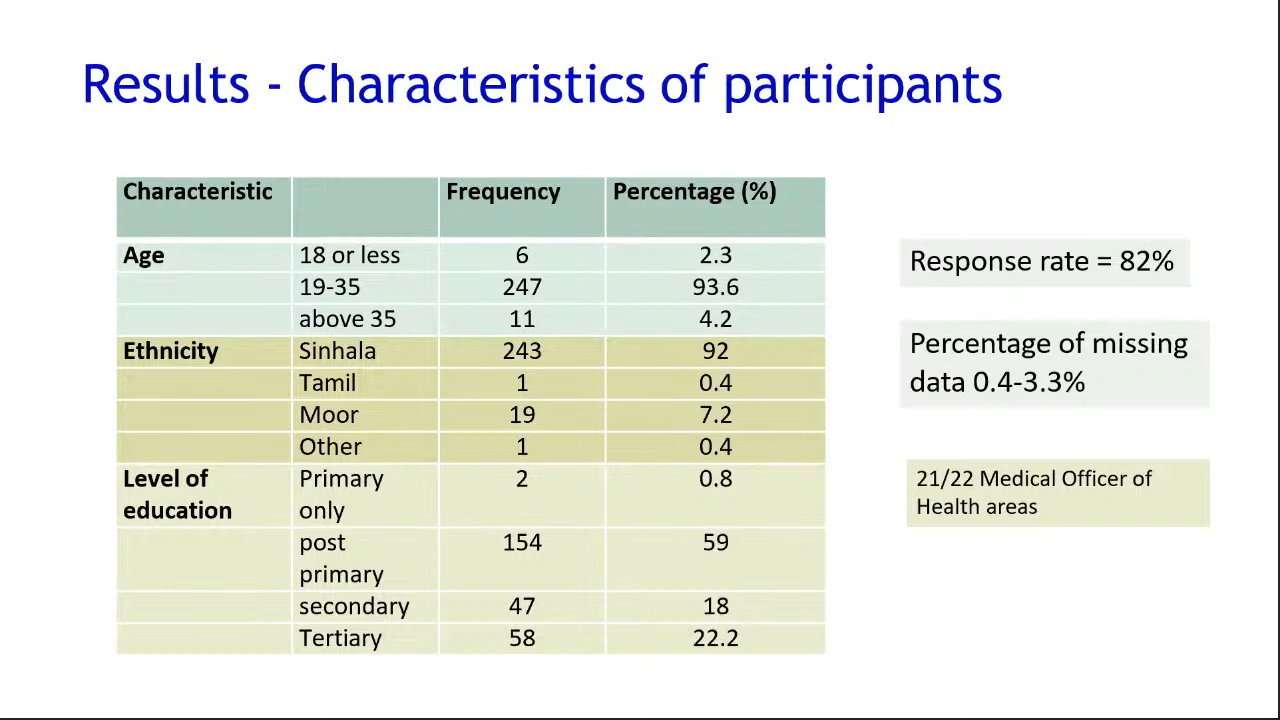 Results - Characteristics of participants
Characteristic Frequency Percentage (%)
Age 18 or less 6 2.3
19-35 247 93.6
above 35 11 4.2
Ethnicity Sinhala 243 92
Tamil 1 0.4
Moor 19 7.2
Other 1 0.4
Level of education Primary only 2 0.8
post primary 154 59
secondary 47 18
Tertiary 58 22.2
Response rate = 82%
Percentage of missing
data 0.4-3.3%
21/22 Medical Officer of
Health areas